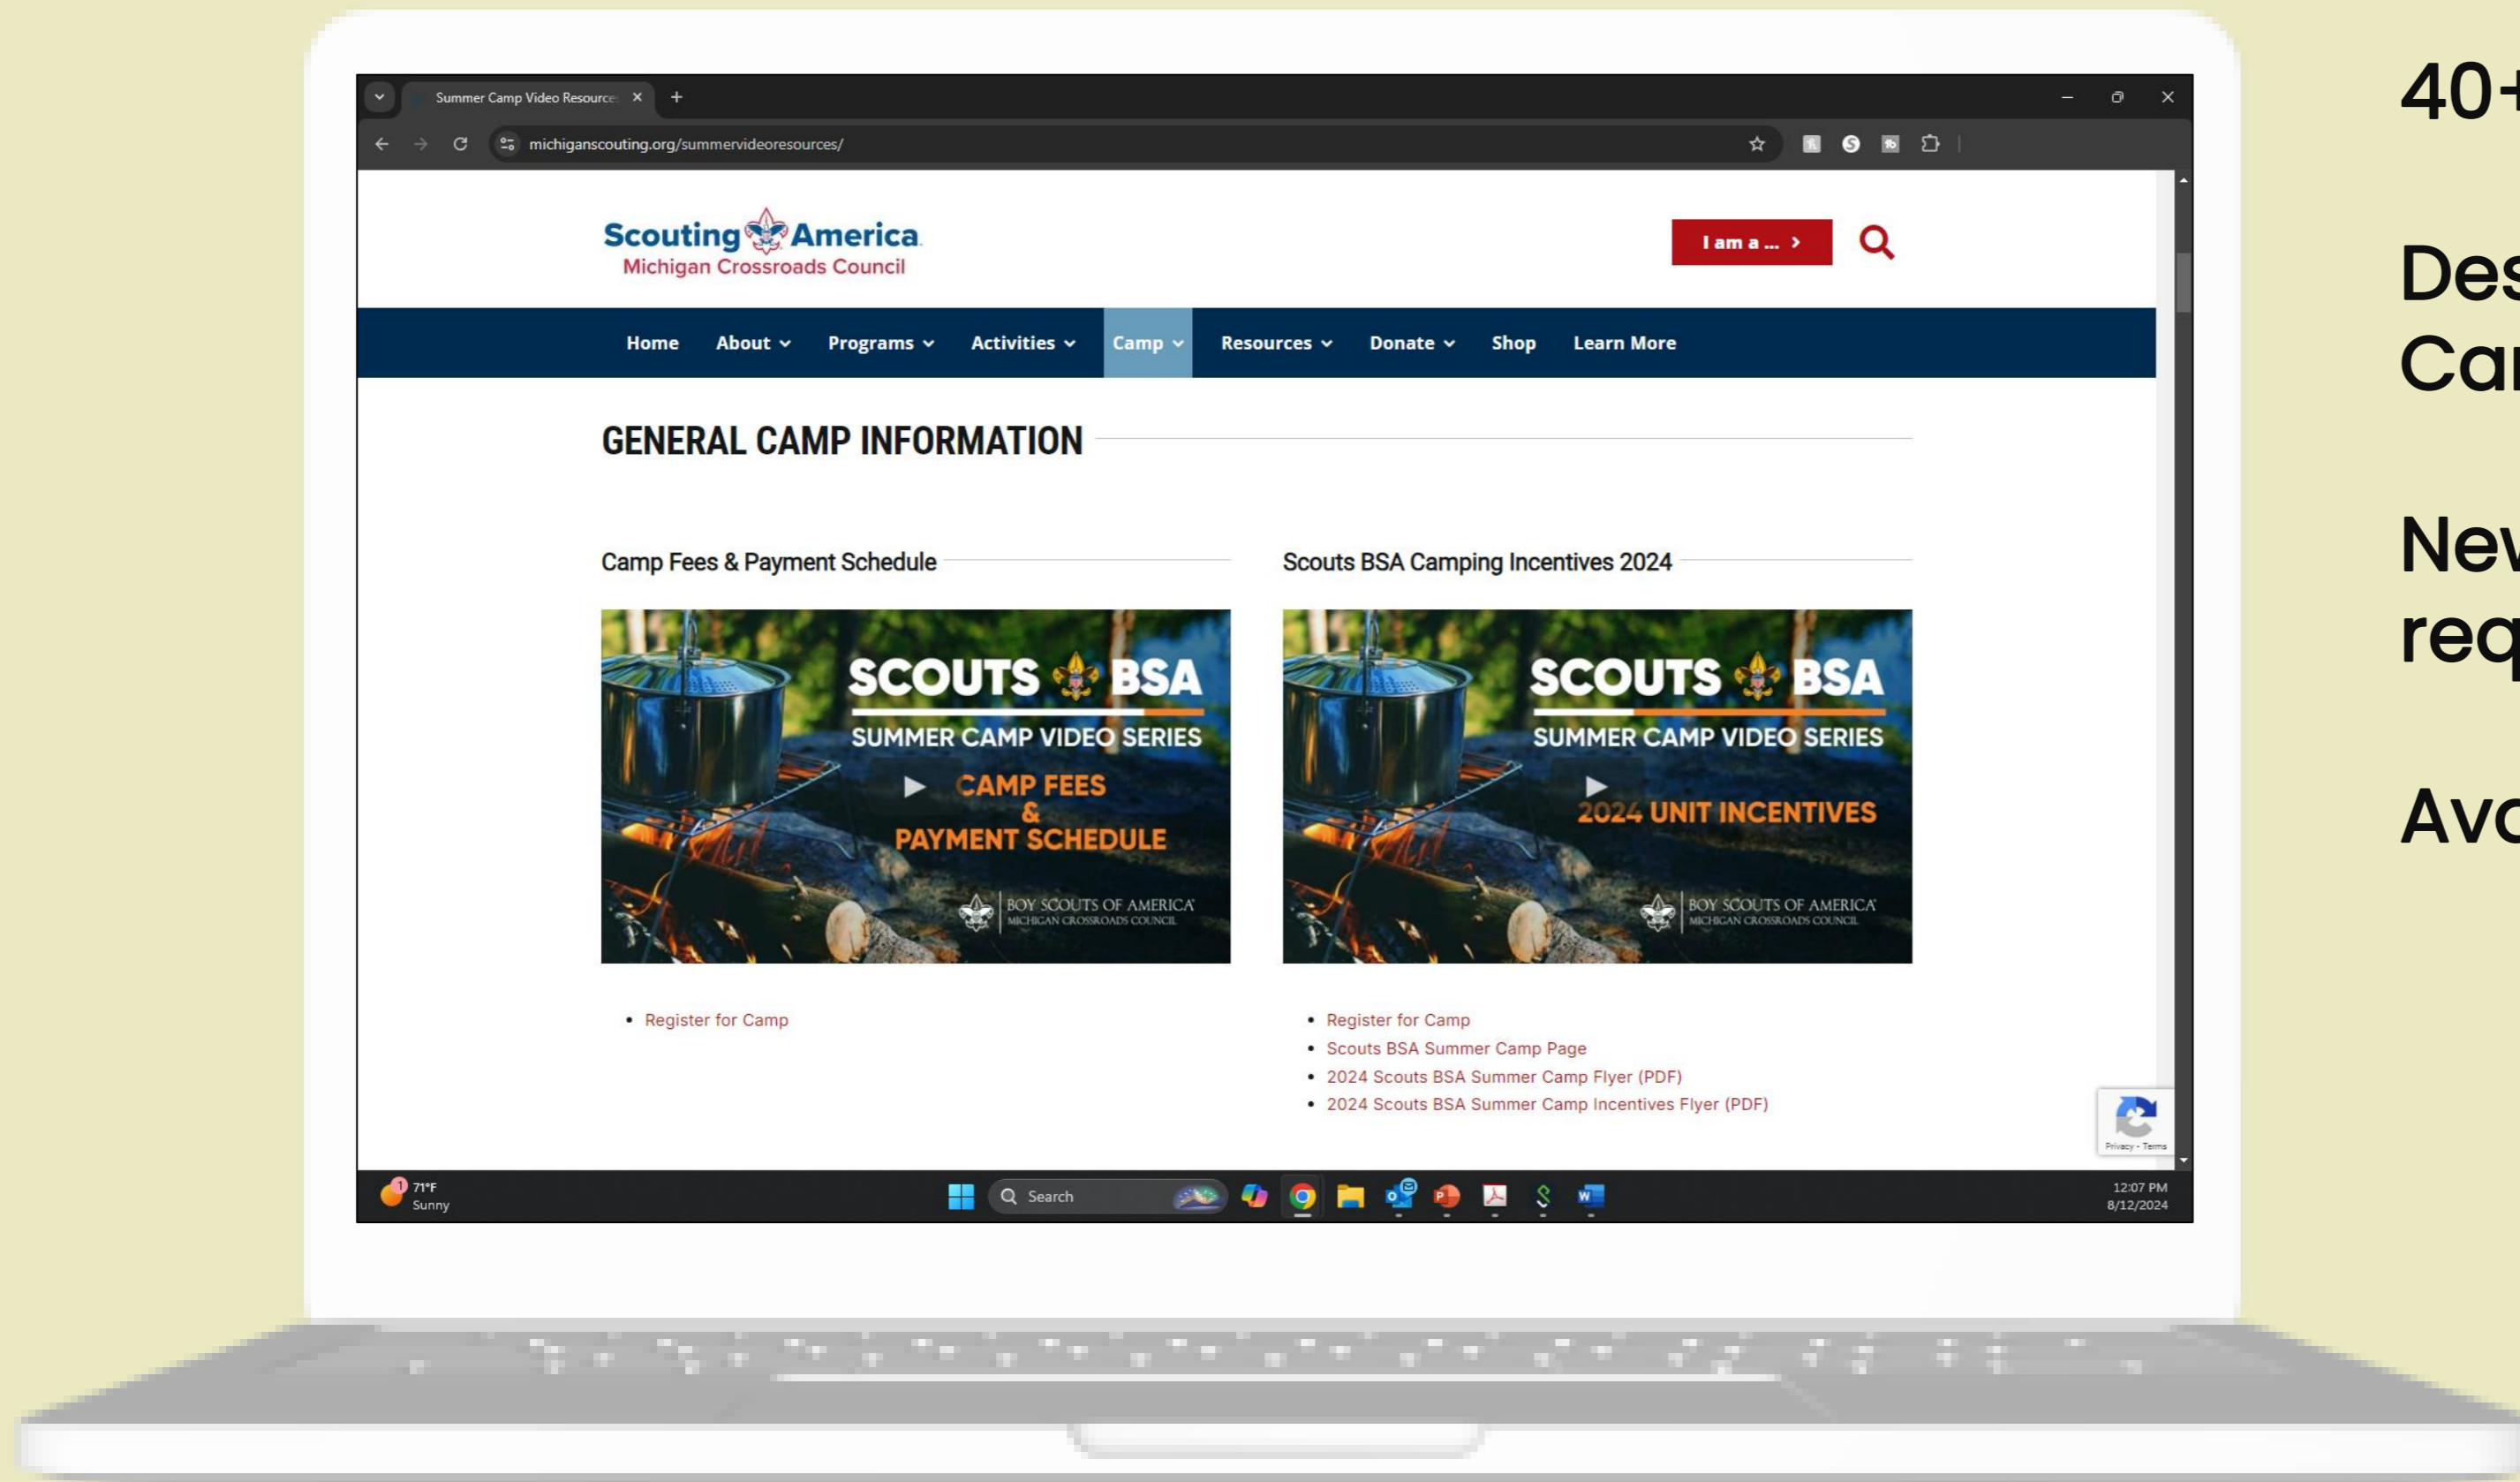 Summer Camp Video Resource
michiganscouting.org/summervideoresources/
Scouting America
Michigan Crossroads Council
I am a ... >
Home About Programs Activities Camp Resources Donate Shop Learn More
GENERAL CAMP INFORMATION
Camp Fees & Payment Schedule
SCOUTS BSA
SUMMER CAMP VIDEO SERIES
CAMP FEES
&
PAYMENT SCHEDULE
BOY SCOUTS OF AMERICA
MICHIGAN CROSSROADS COUNCIL
Register for Camp
Scouts BSA Camping Incentives 2024
SCOUTS BSA
SUMMER CAMP VIDEO SERIES
2024 UNIT INCENTIVES
BOY SCOUTS OF AMERICA
MICHIGAN CROSSROADS COUNCIL
Register for Camp
Scouts BSA Summer Camp Page
2024 Scouts BSA Summer Camp Flyer (PDF)
2024 Scouts BSA Summer Camp Incentives Flyer (PDF)
Privacy - Terms
1
71°F
Sunny
Search
12:07 PM
8/12/2024
40+